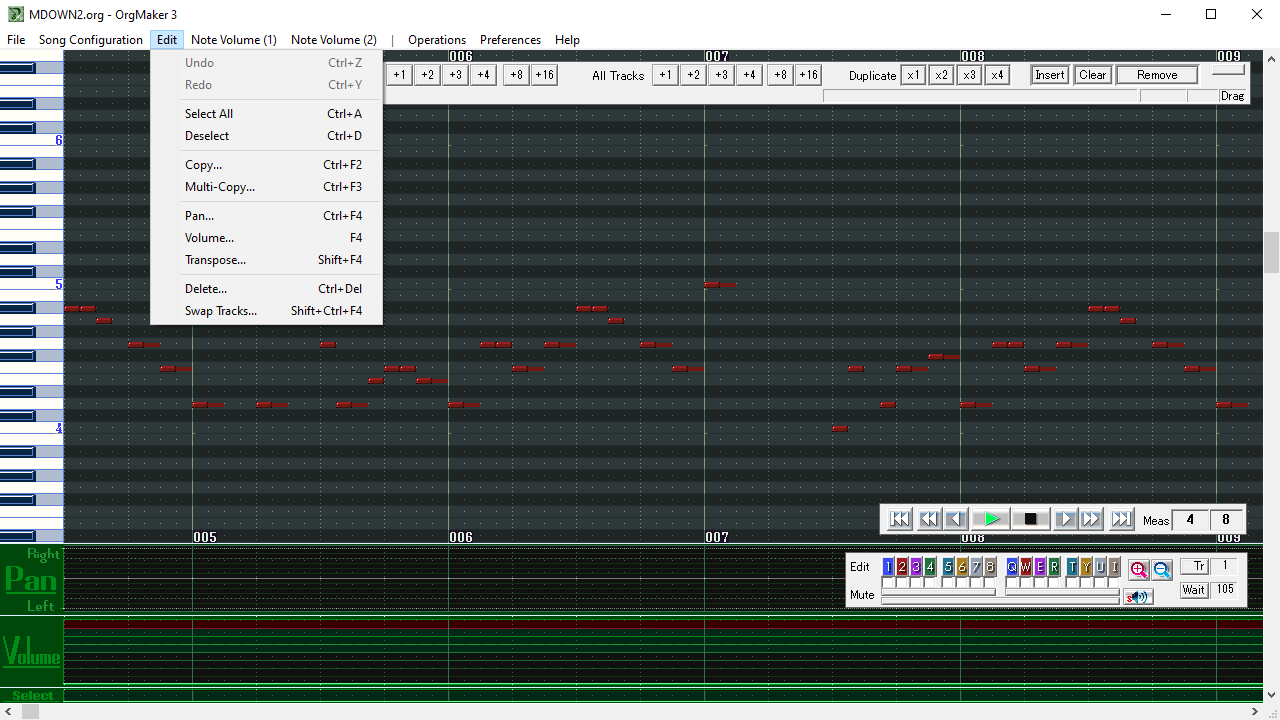 MDOWN2.org - OrgMaker 3
File Song Configuration Edit Note Volume (1) Note Volume (2) | Operations Preferences Help
006 007 008 009
Undo Ctrl+Z
Redo Ctrl+Y
Select All Ctrl+A
Deselect Ctrl+D
Copy... Ctrl+F2
Multi-Copy... Ctrl+F3
Pan... Ctrl+F4
Volume... F4
Transpose... Shift+F4
Delete... Ctrl+Del
Swap Tracks... Shift+Ctrl+F4
+1 +2 +3 +4 +8 +16 All Tracks +1 +2 +3 +4 +8 +16 Duplicate x1 x2 x3 x4 Insert Clear Remove
Drag
6
5
4
Meas 4 8
005 006 007 008 009
Right
Pan
Left
Edit 1 2 3 4 5 6 7 8 Q W E R T Y U I Tr 1
Mute S Wait 105
Volume
Select